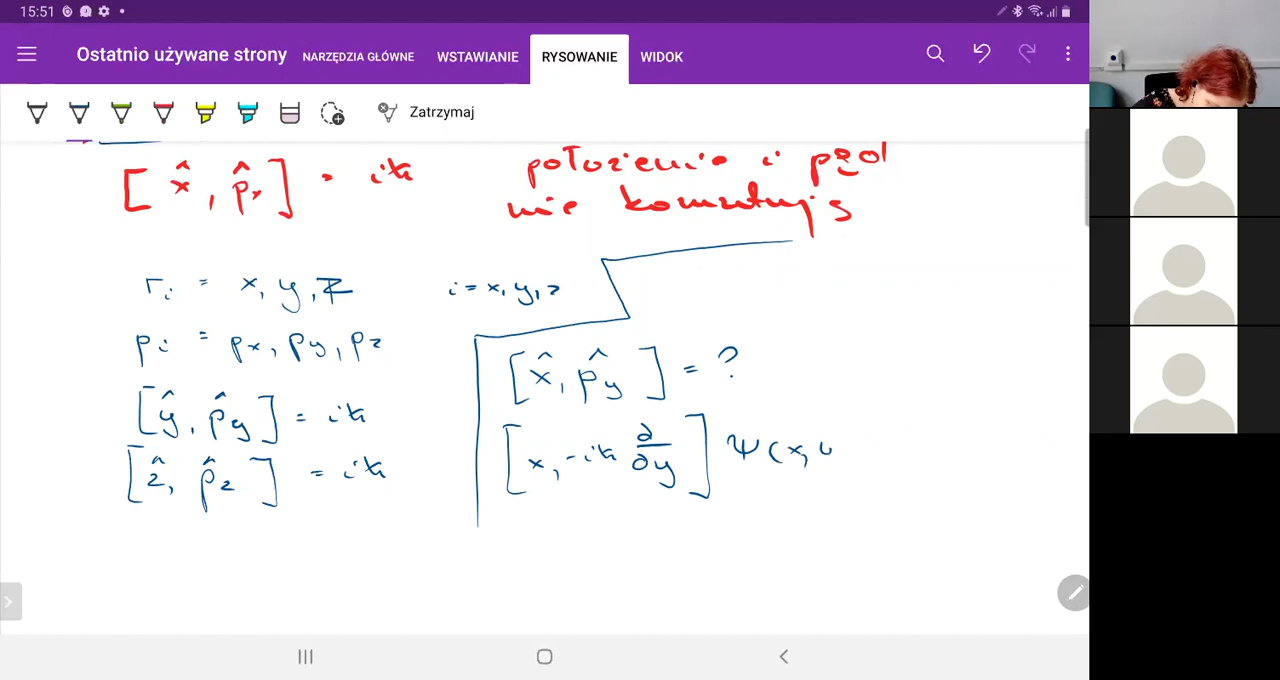 15:51
Ostatnio używane strony NARZĘDZIA GŁÓWNE WSTAWIANIE RYSOWANIE WIDOK
Zatrzymaj
[x̂, p̂x] = iħ położenie i pęd
nie komutują
ri = x, y, z i = x, y, z
pi = px, py, pz
[x̂, p̂y] = ?
[ŷ, p̂y] = iħ
[x, -iħ ∂/∂y] Ψ(x,
[ẑ, p̂z] = iħ